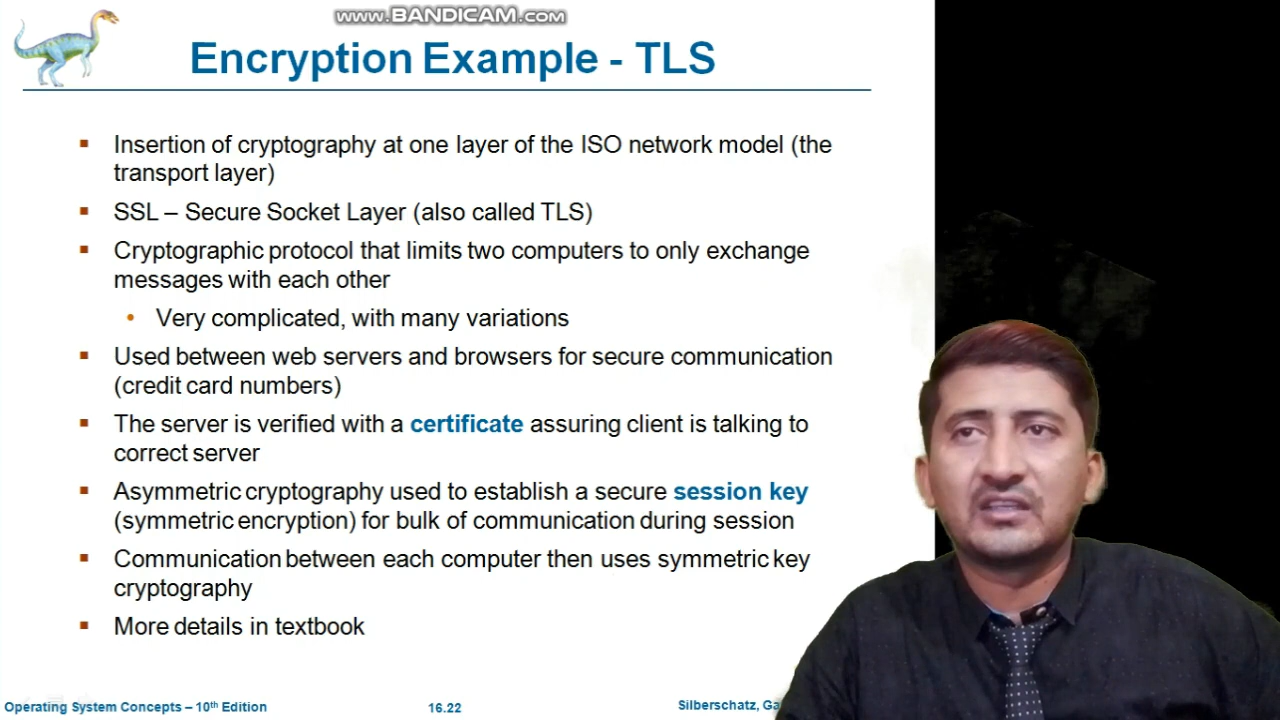 www.BANDICAM.com
Encryption Example - TLS
▪ Insertion of cryptography at one layer of the ISO network model (the
transport layer)
▪ SSL – Secure Socket Layer (also called TLS)
▪ Cryptographic protocol that limits two computers to only exchange
messages with each other
• Very complicated, with many variations
▪ Used between web servers and browsers for secure communication
(credit card numbers)
▪ The server is verified with a certificate assuring client is talking to
correct server
▪ Asymmetric cryptography used to establish a secure session key
(symmetric encryption) for bulk of communication during session
▪ Communication between each computer then uses symmetric key
cryptography
▪ More details in textbook
Operating System Concepts – 10th Edition
16.22
Silberschatz,